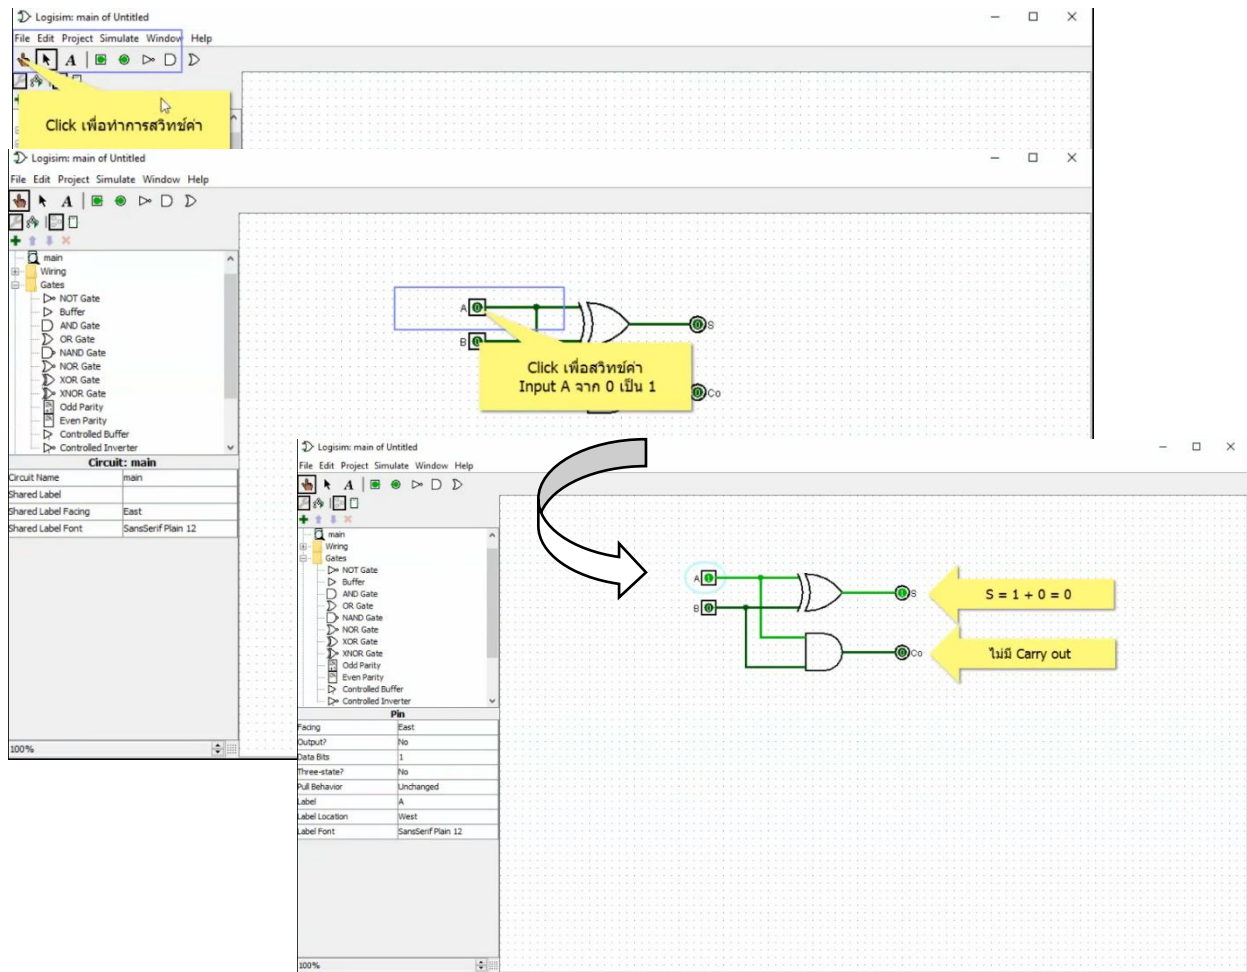 Logisim: main of Untitled
File Edit Project Simulate Window Help
A
Click เพื่อทำการสวิทช์ค่า
Logisim: main of Untitled
File Edit Project Simulate Window Help
A
main
Wiring
Gates
NOT Gate
Buffer
AND Gate
OR Gate
NAND Gate
NOR Gate
XOR Gate
XNOR Gate
Odd Parity
Even Parity
Controlled Buffer
Controlled Inverter
Circuit: main
Circuit Name main
Shared Label
Shared Label Facing East
Shared Label Font SansSerif Plain 12
100%
A 0
B 0
0 S
0 Co
Click เพื่อสวิทช์ค่า
Input A จาก 0 เป็น 1
Logisim: main of Untitled
File Edit Project Simulate Window Help
A
main
Wiring
Gates
NOT Gate
Buffer
AND Gate
OR Gate
NAND Gate
NOR Gate
XOR Gate
XNOR Gate
Odd Parity
Even Parity
Controlled Buffer
Controlled Inverter
Pin
Facing East
Output? No
Data Bits 1
Three-state? No
Pull Behavior Unchanged
Label A
Label Location West
Label Font SansSerif Plain 12
100%
A 1
B 0
1 S
0 Co
S = 1 + 0 = 0
ไม่มี Carry out